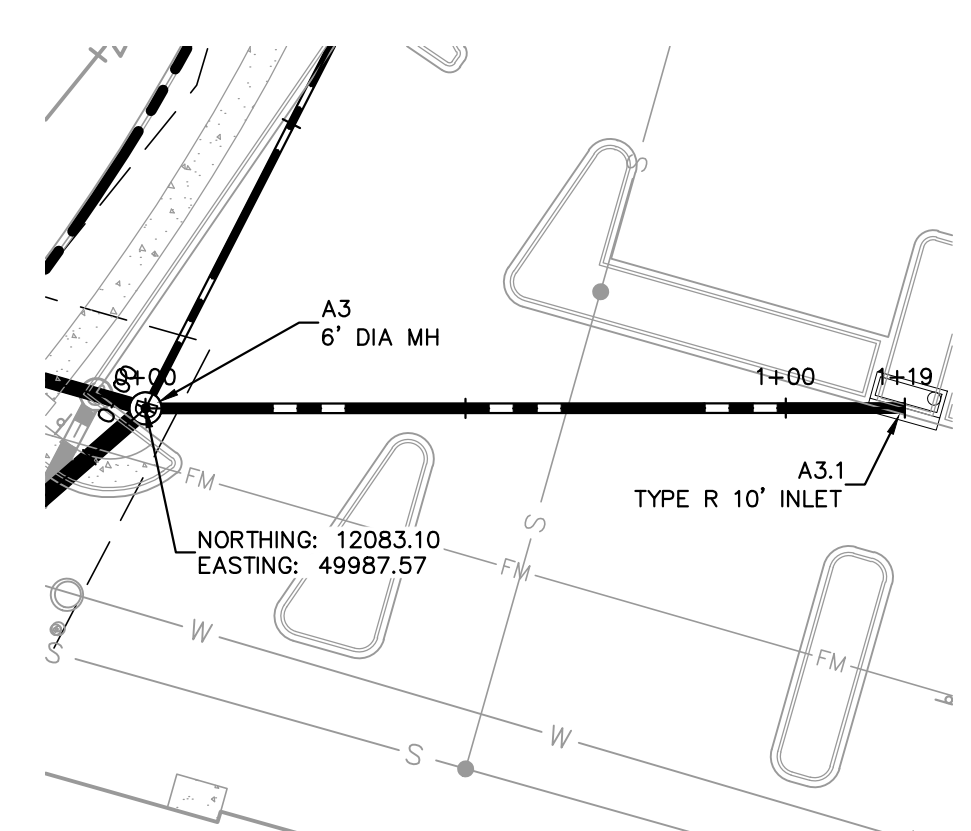 S
A3
6' DIA MH
0+00
1+00
1+19
A3.1
TYPE R 10' INLET
FM
S
NORTHING: 12083.10
EASTING: 49987.57
FM
W
S
FM
W
S